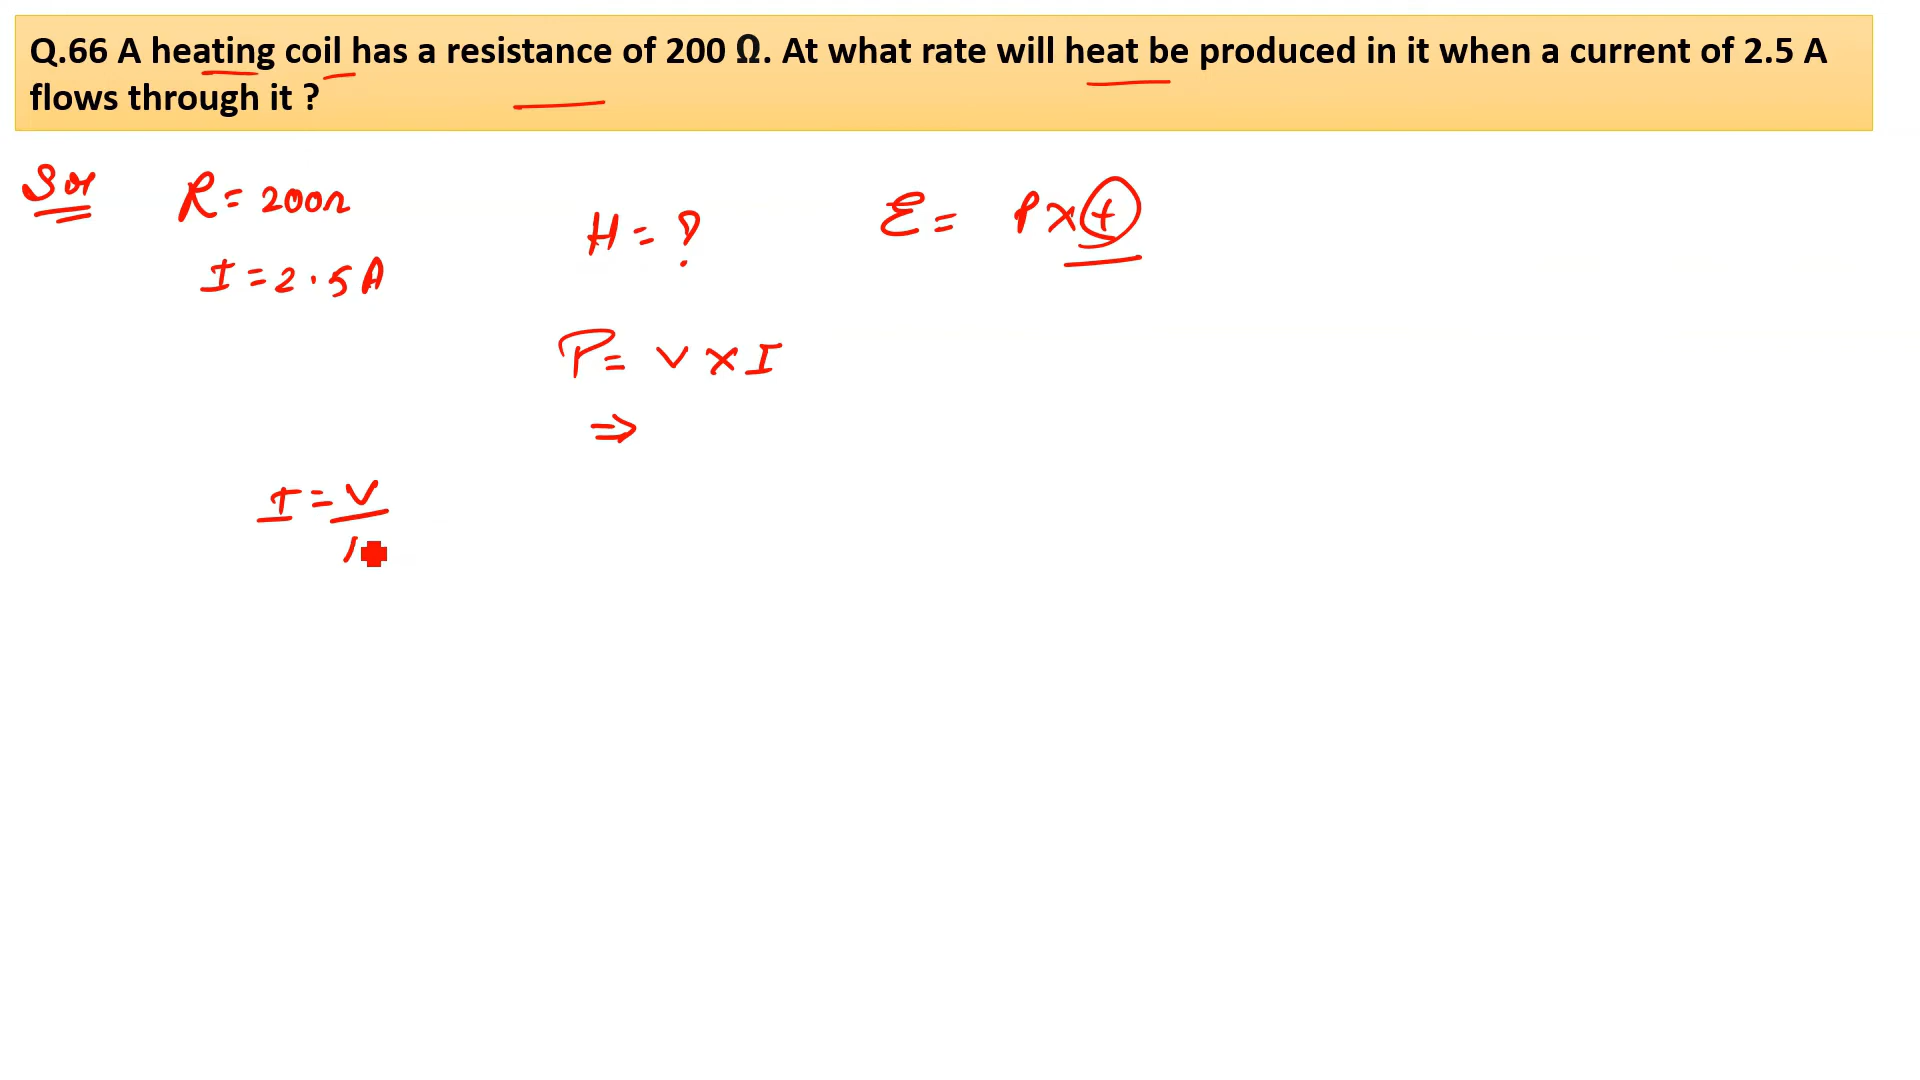 Q.66 A heating coil has a resistance of 200 Ω. At what rate will heat be produced in it when a current of 2.5 A
flows through it ?
Sol R = 200Ω
H = ?
E = P x t
I = 2.5A
P = V x I
⇒
I = V